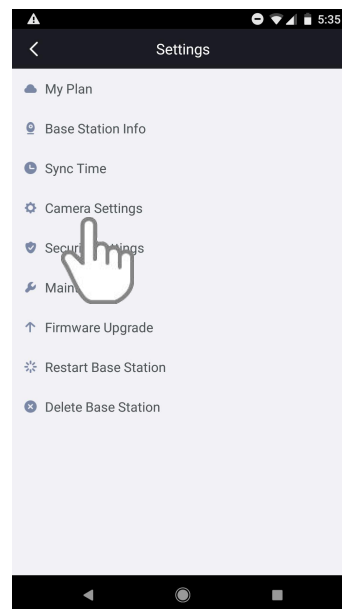 5:35
Settings
My Plan
Base Station Info
Sync Time
Camera Settings
Firmware Upgrade
Restart Base Station
Delete Base Station